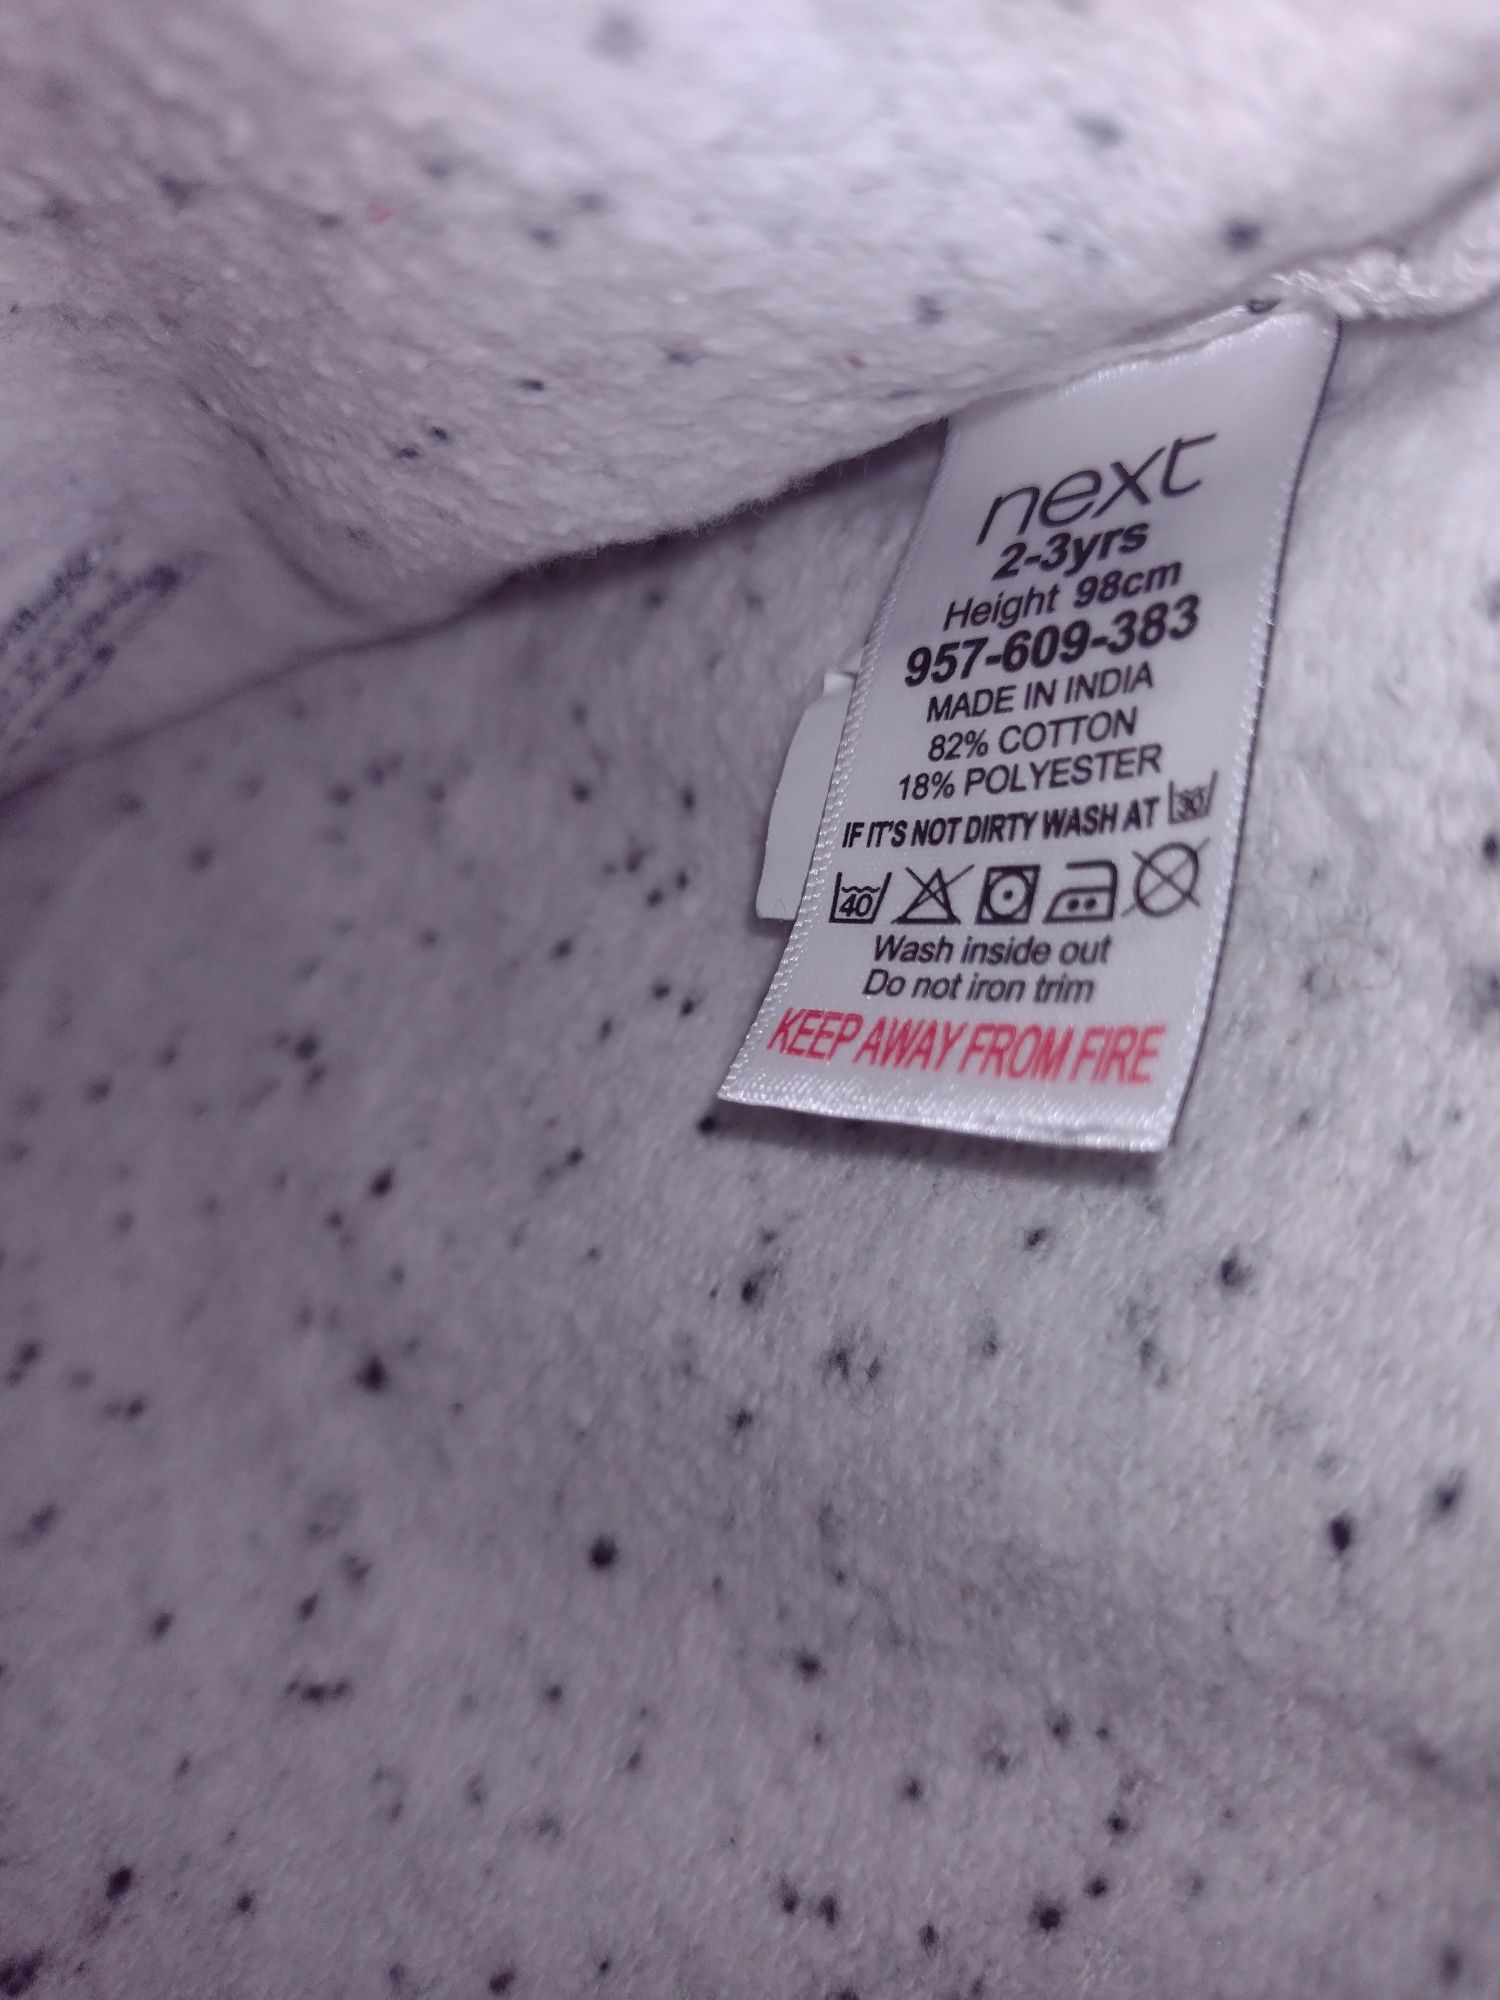 next
2-3yrs
Height 98cm
957-609-383
MADE IN INDIA
82% COTTON
18% POLYESTER
IF IT'S NOT DIRTY WASH AT 30
40
Wash inside out
Do not iron trim
KEEP AWAY FROM FIRE